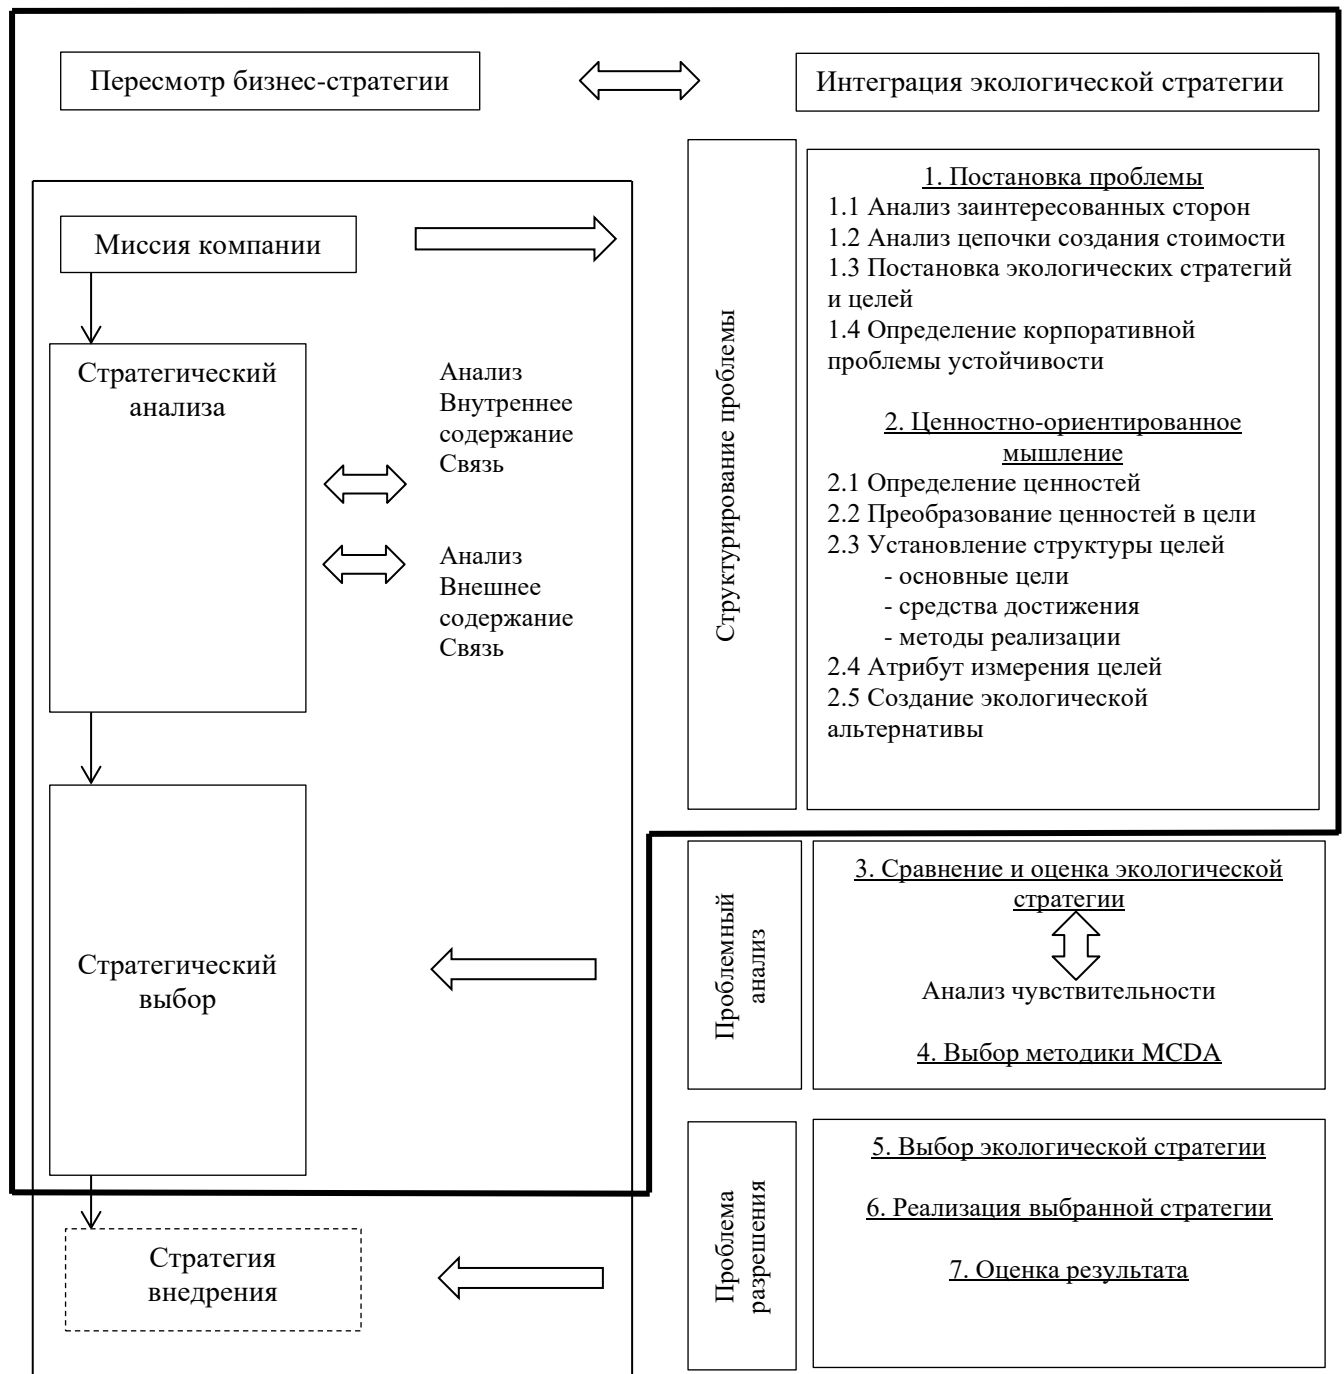 Пересмотр бизнес-стратегии
Интеграция экологической стратегии
Миссия компании
Стратегический
анализа
Анализ
Внутреннее
содержание
Связь
Анализ
Внешнее
содержание
Связь
Стратегический
выбор
Стратегия
внедрения
Структурирование проблемы
1. Постановка проблемы
1.1 Анализ заинтересованных сторон
1.2 Анализ цепочки создания стоимости
1.3 Постановка экологических стратегий
и целей
1.4 Определение корпоративной
проблемы устойчивости
2. Ценностно-ориентированное
мышление
2.1 Определение ценностей
2.2 Преобразование ценностей в цели
2.3 Установление структуры целей
- основные цели
- средства достижения
- методы реализации
2.4 Атрибут измерения целей
2.5 Создание экологической
альтернативы
Проблемный
анализ
3. Сравнение и оценка экологической
стратегии
Анализ чувствительности
4. Выбор методики MCDA
Проблема
разрешения
5. Выбор экологической стратегии
6. Реализация выбранной стратегии
7. Оценка результата